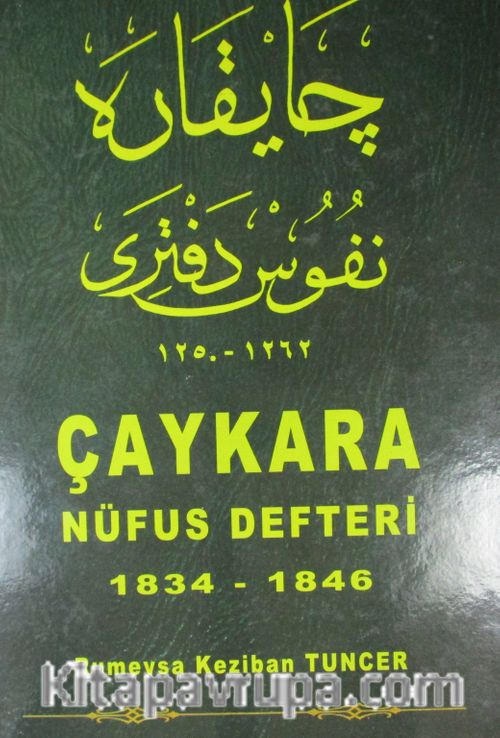 چايقاره
نفوس دفتری
١٢٥٠-١٢٦٢
ÇAYKARA
NÜFUS DEFTERİ
1834 - 1846
Rumeysa Keziban TUNCER
kitapavrupa.com